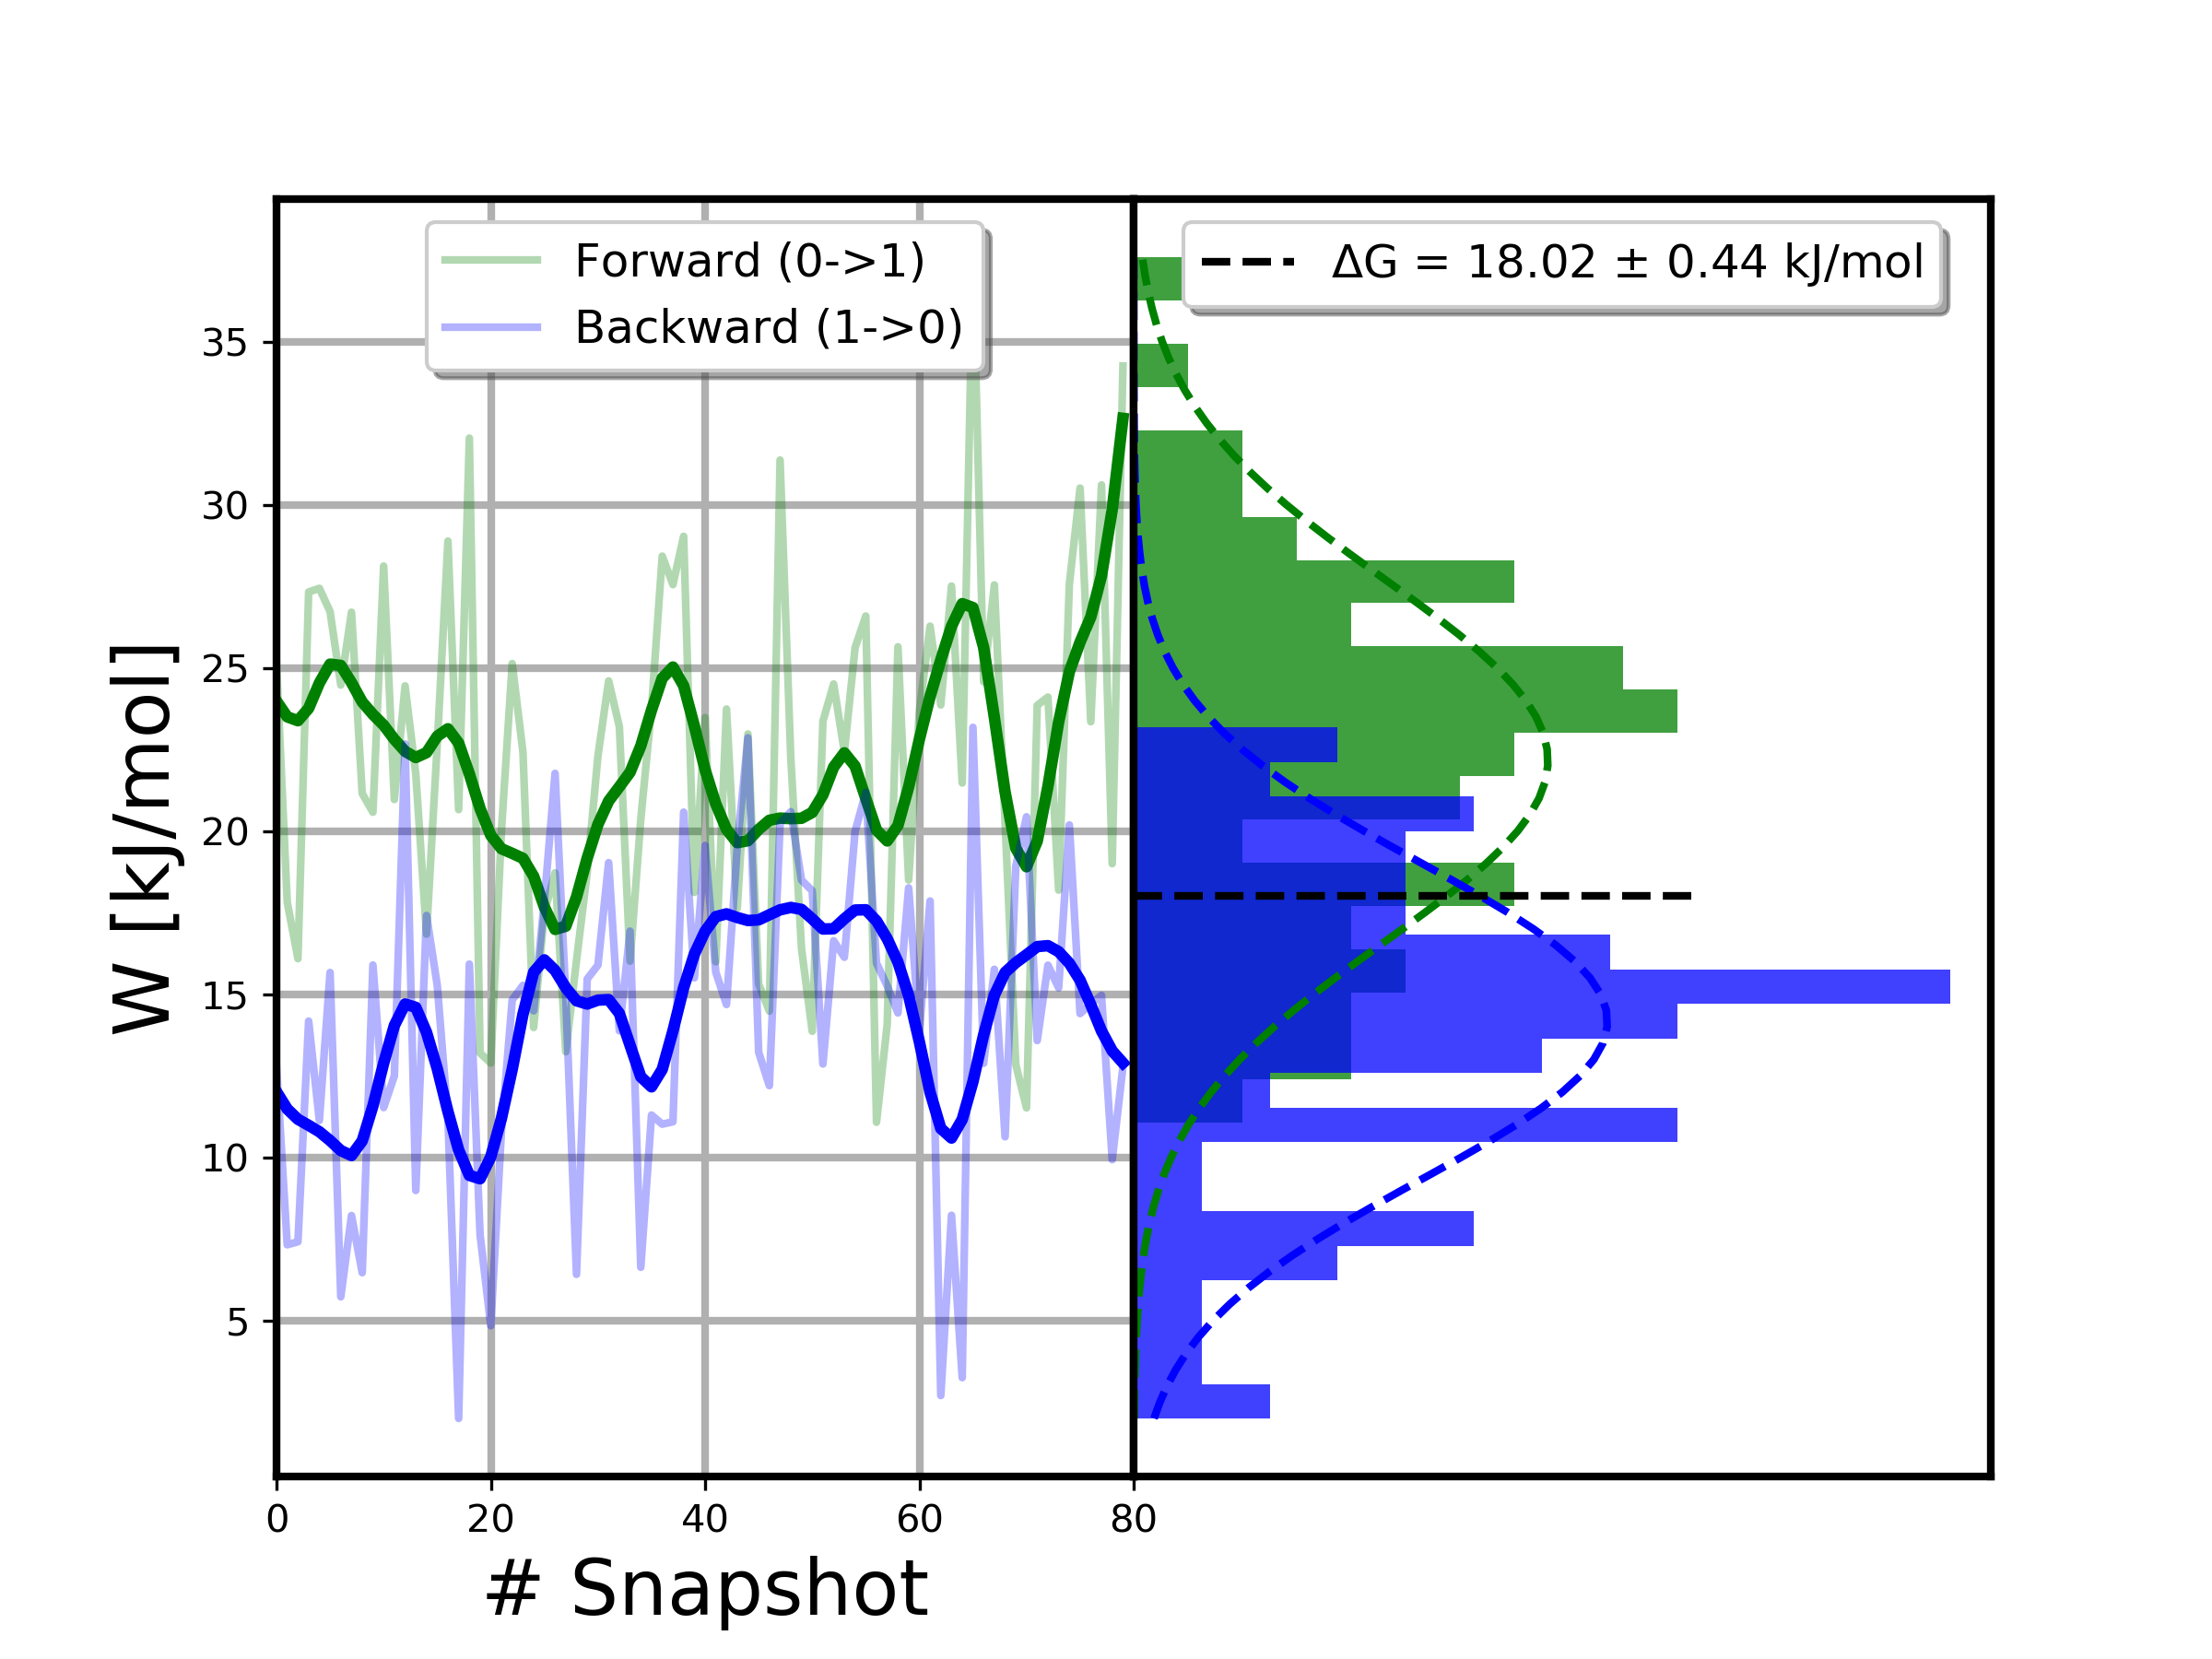 Forward (0->1)
Backward (1->0)
ΔG = 18.02 ± 0.44 kJ/mol
W [kJ/mol]
35
30
25
20
15
10
5
0 20 40 60 80
# Snapshot